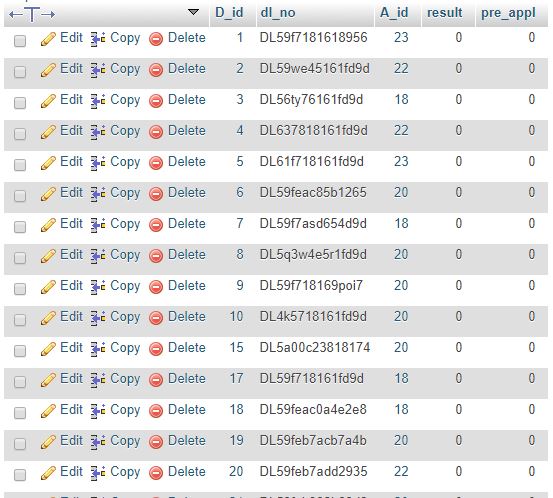 D_id dl_no A_id result pre_appl
Edit Copy Delete 1 DL59f7181618956 23 0 0
Edit Copy Delete 2 DL59we45161fd9d 22 0 0
Edit Copy Delete 3 DL56ty76161fd9d 18 0 0
Edit Copy Delete 4 DL637818161fd9d 22 0 0
Edit Copy Delete 5 DL61f718161fd9d 23 0 0
Edit Copy Delete 6 DL59feac85b1265 20 0 0
Edit Copy Delete 7 DL59f7asd654d9d 18 0 0
Edit Copy Delete 8 DL5q3w4e5r1fd9d 20 0 0
Edit Copy Delete 9 DL59f718169poi7 20 0 0
Edit Copy Delete 10 DL4k5718161fd9d 20 0 0
Edit Copy Delete 15 DL5a00c23818174 20 0 0
Edit Copy Delete 17 DL59f718161fd9d 18 0 0
Edit Copy Delete 18 DL59feac0a4e2e8 18 0 0
Edit Copy Delete 19 DL59feb7acb7a4b 20 0 0
Edit Copy Delete 20 DL59feb7add2935 22 0 0